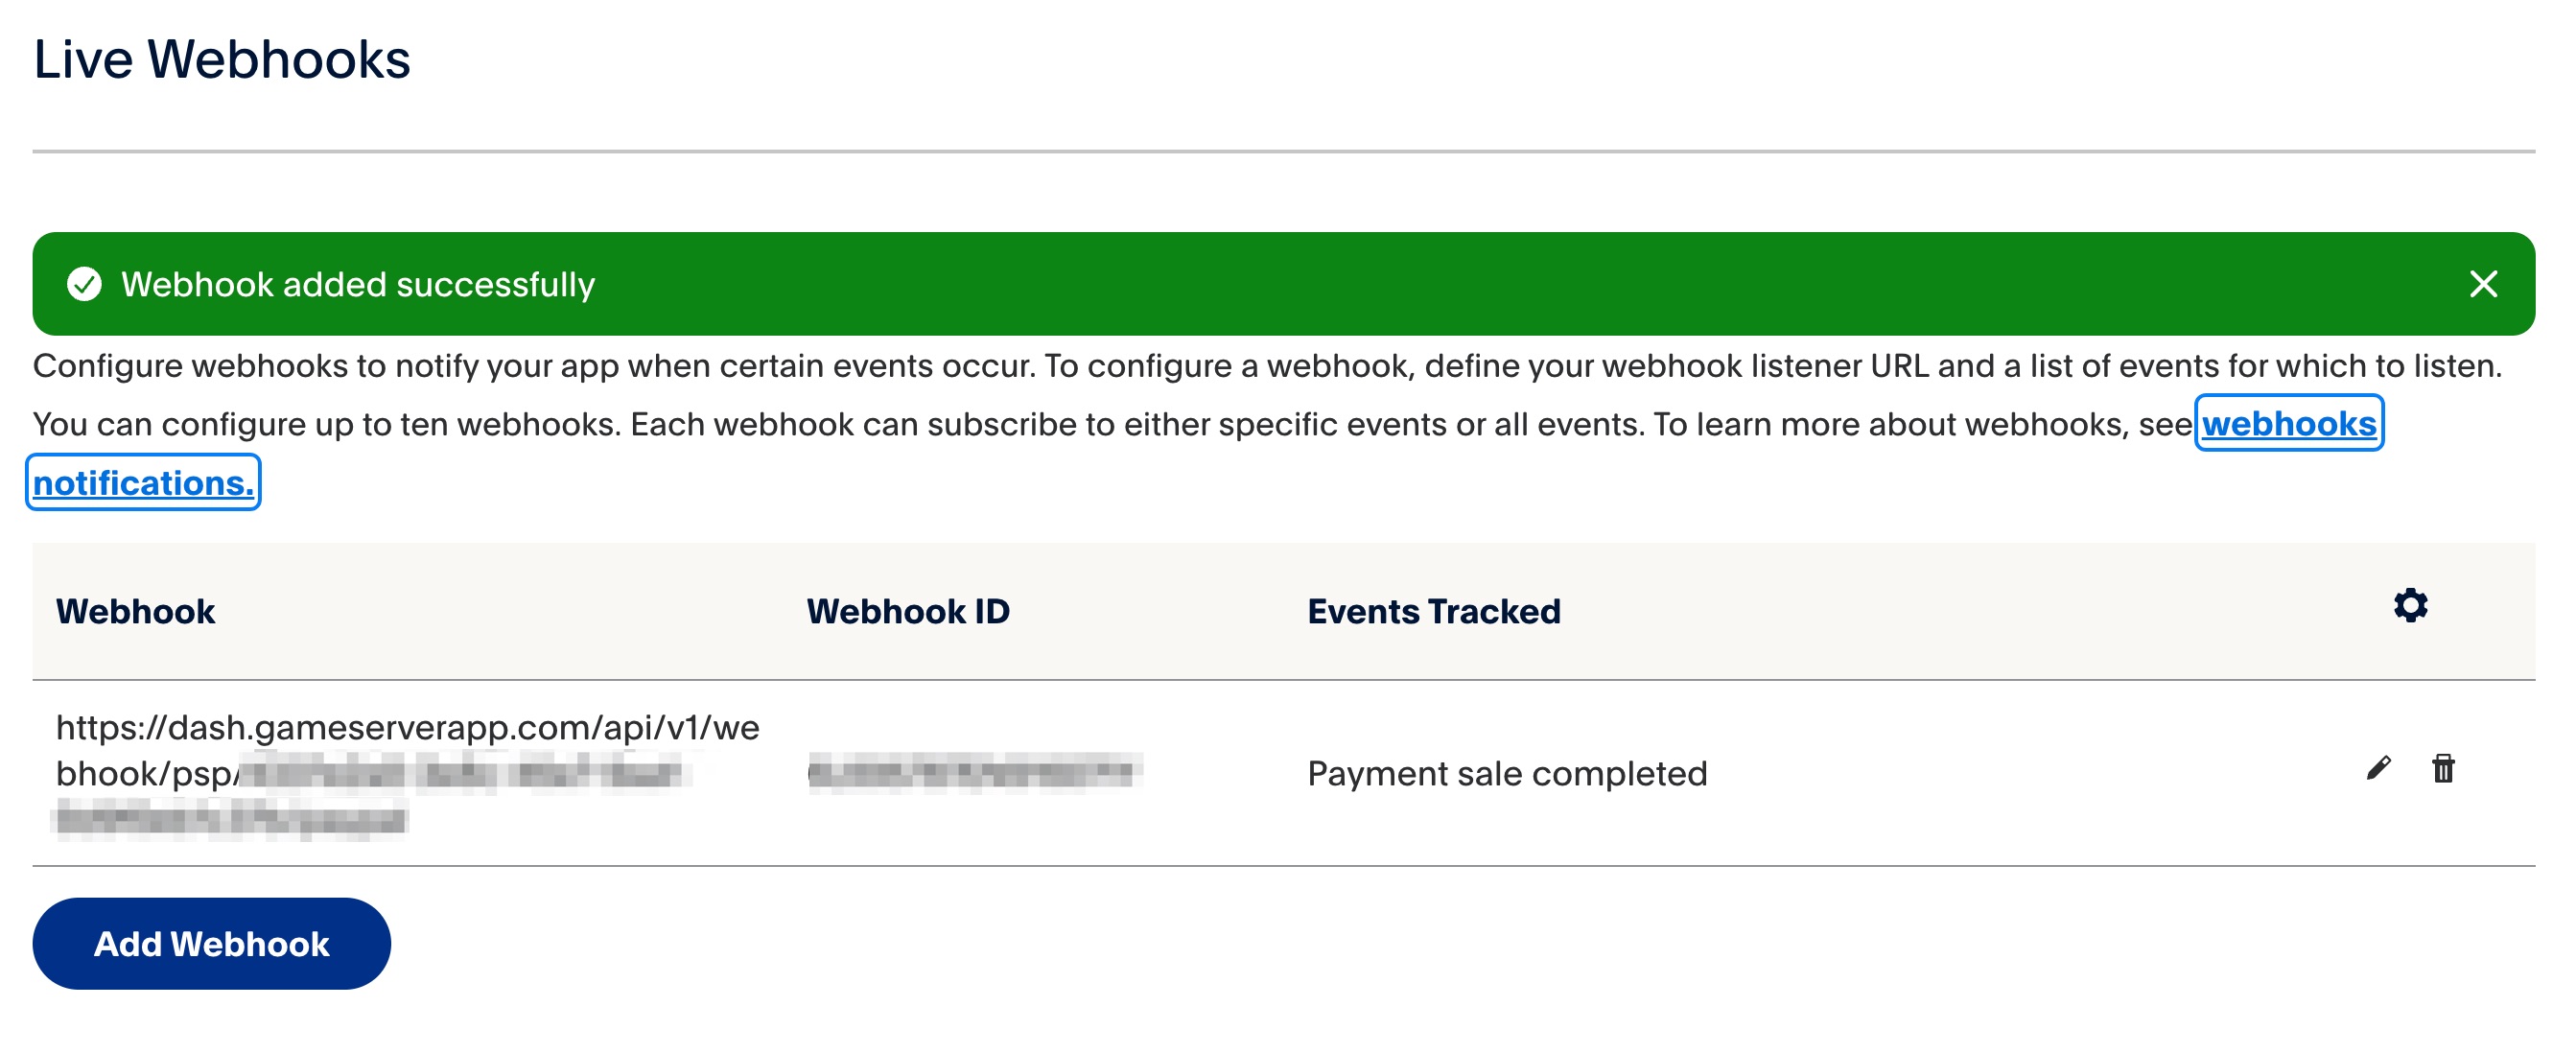 Live Webhooks
Webhook added successfully
Configure webhooks to notify your app when certain events occur. To configure a webhook, define your webhook listener URL and a list of events for which to listen.
You can configure up to ten webhooks. Each webhook can subscribe to either specific events or all events. To learn more about webhooks, see webhooks
notifications.
Webhook Webhook ID Events Tracked
https://dash.gameserverapp.com/api/v1/we
bhook/psp/
Payment sale completed
Add Webhook